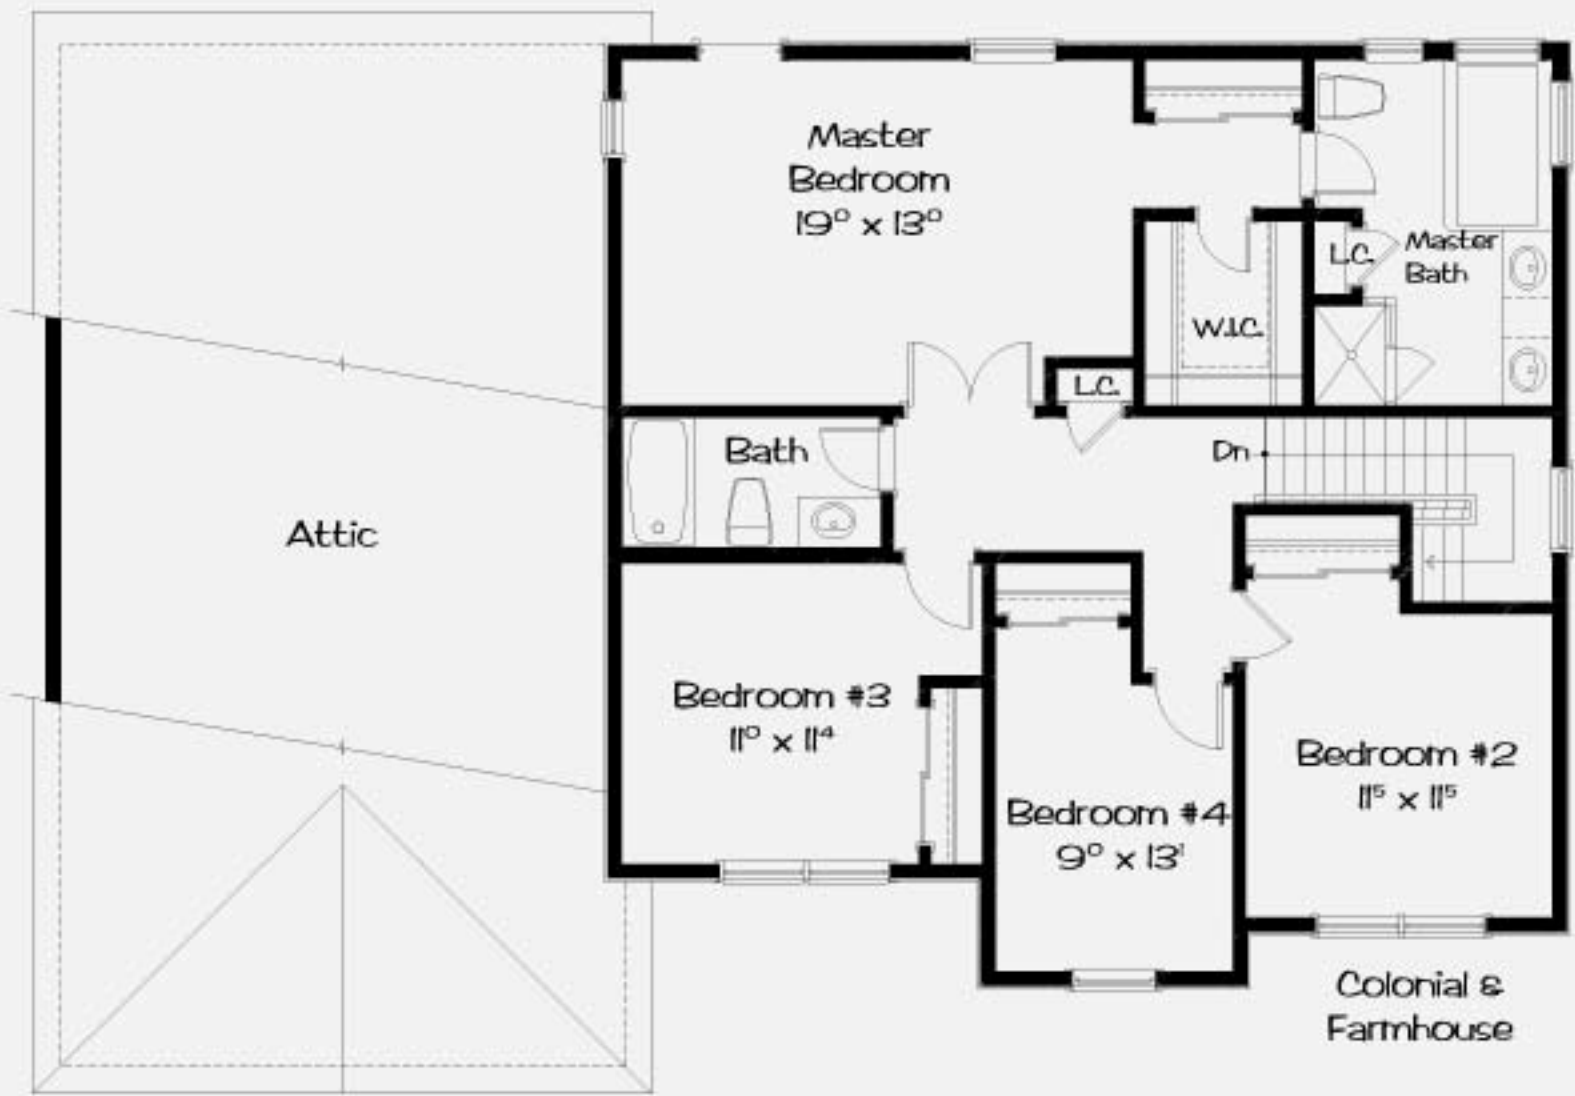 Master
Bedroom
19⁰ x 13⁰
L.C.
Master
Bath
W.I.C.
L.C.
Bath
Dn
Attic
Bedroom #3
11⁰ x 11⁴
Bedroom #2
11⁵ x 11⁵
Bedroom #4
9⁰ x 13¹
Colonial &
Farmhouse